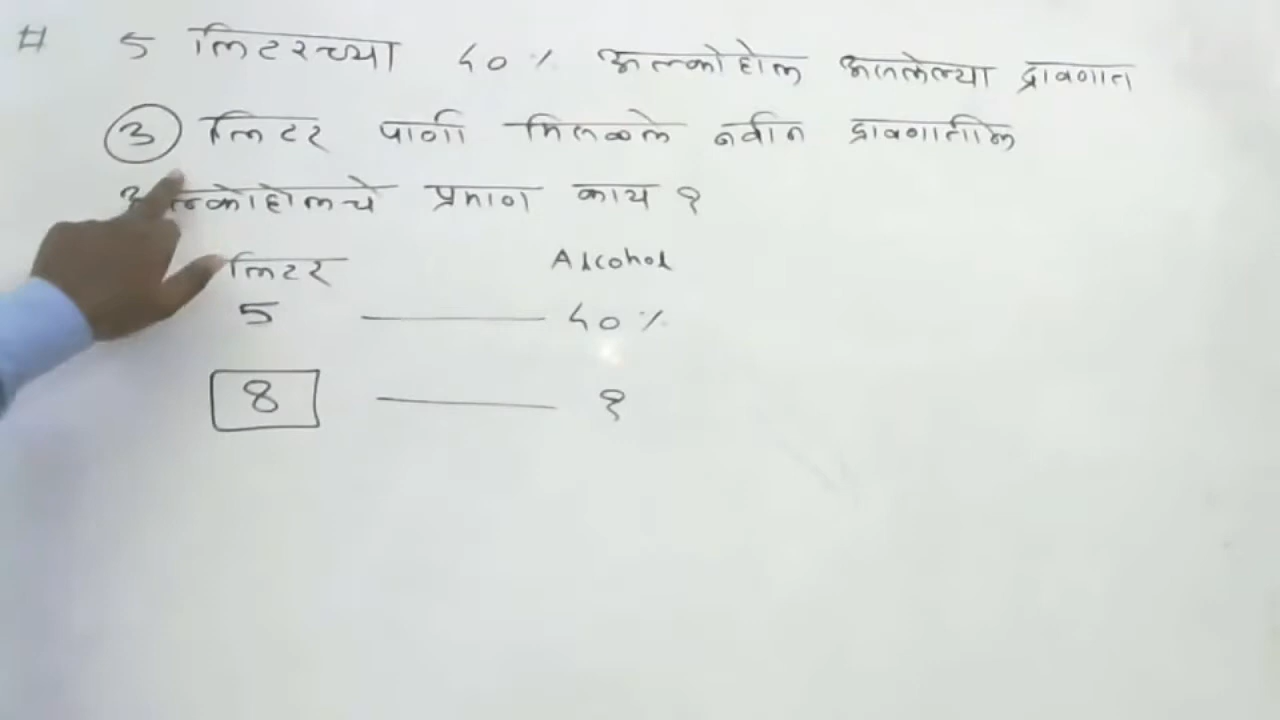 # 5 लिटरच्या 40% अल्कोहोल असलेल्या द्रावणात
3 लिटर पाणी मिळवले नवीन द्रावणातील
अल्कोहोलचे प्रमाण काय ?
लिटर Alcohol
5 —— 40%
8 —— ?